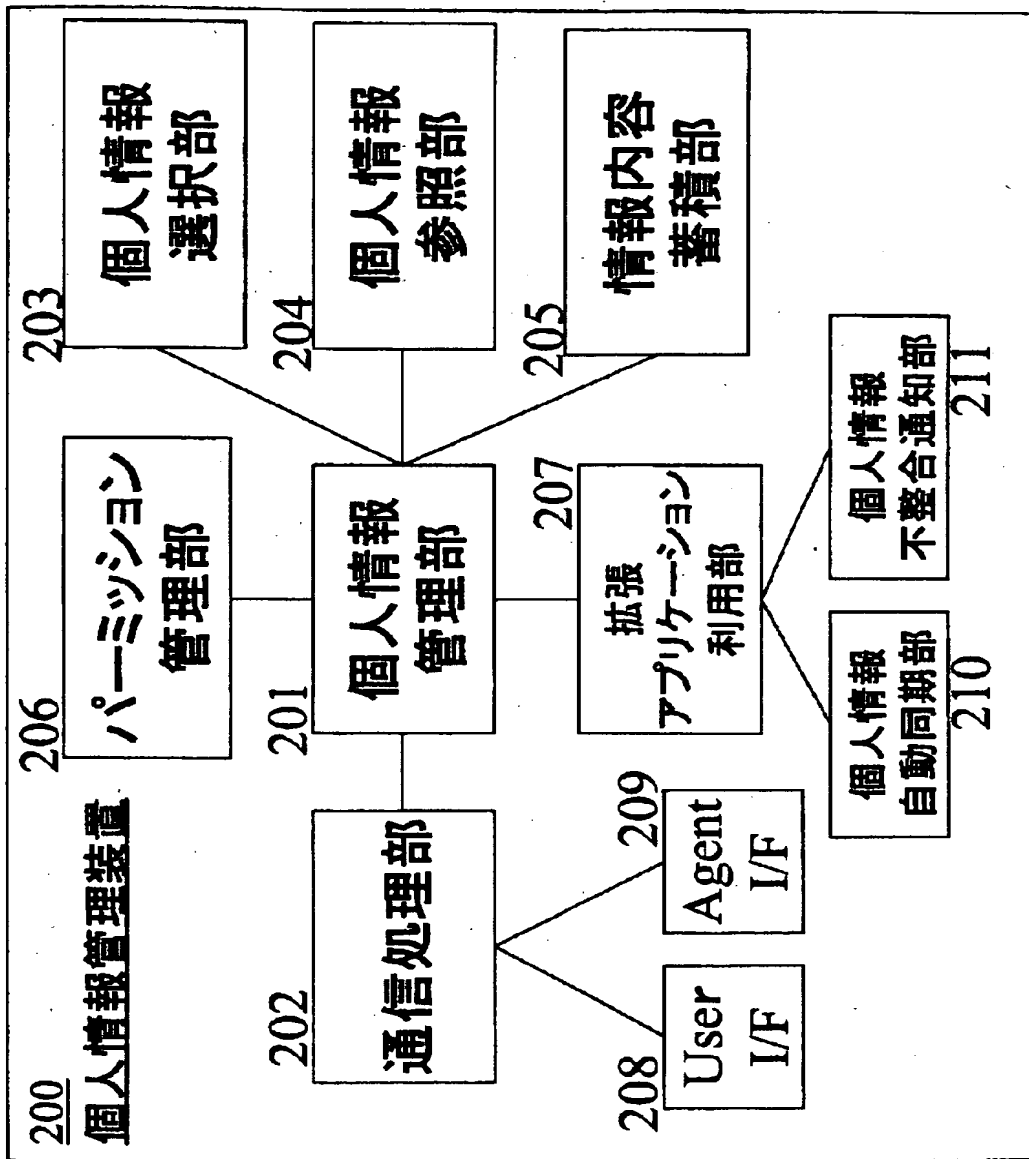 200
個人情報管理装置
206
パーミッション
管理部
203
個人情報
選択部
202
通信処理部
201
個人情報
管理部
204
個人情報
参照部
205
情報内容
蓄積部
208
User
I/F
209
Agent
I/F
207
拡張
アプリケーション
利用部
個人情報
自動同期部
210
個人情報
不整合通知部
211